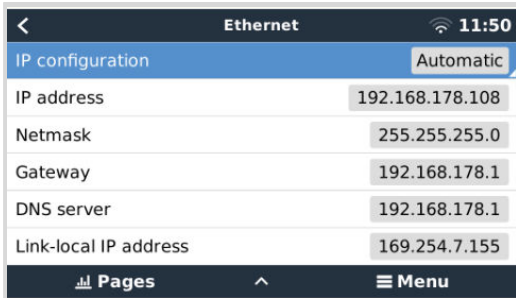 Ethernet 11:50
IP configuration Automatic
IP address 192.168.178.108
Netmask 255.255.255.0
Gateway 192.168.178.1
DNS server 192.168.178.1
Link-local IP address 169.254.7.155
Pages Menu